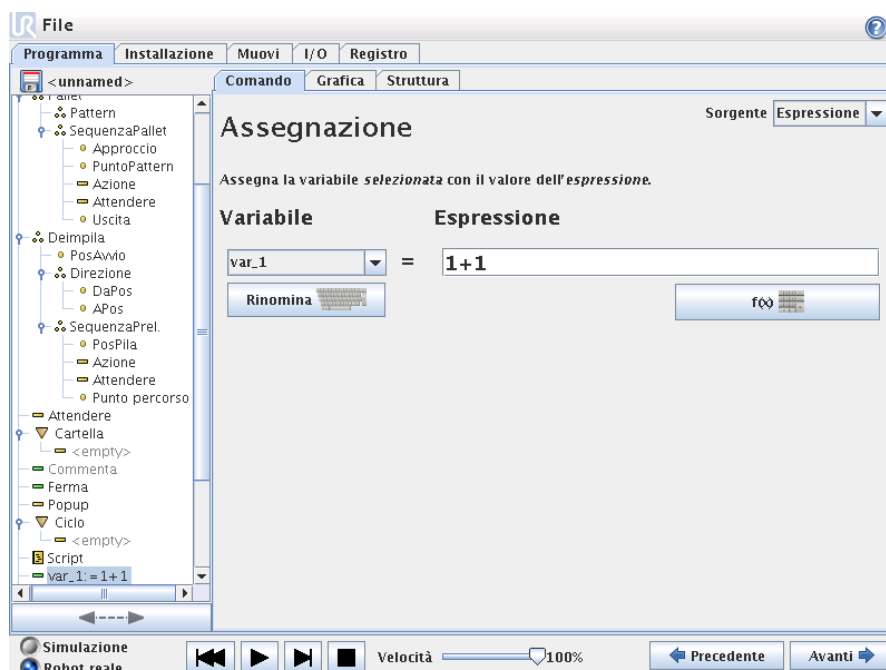 UR File
Programma Installazione Muovi I/O Registro
<unnamed>
Comando Grafica Struttura
Pallet
Pattern
SequenzaPallet
Approccio
PuntoPattern
Azione
Attendere
Uscita
Deimpila
PosAvvio
Direzione
DaPos
APos
SequenzaPrel.
PosPila
Azione
Attendere
Punto percorso
Attendere
Cartella
<empty>
Commenta
Ferma
Popup
Ciclo
<empty>
Script
var_1:=1+1
Assegnazione
Sorgente Espressione
Assegna la variabile selezionata con il valore dell'espressione.
Variabile Espressione
var_1 = 1+1
Rinomina f(x)
Simulazione
Robot reale
Velocità 100%
Precedente Avanti